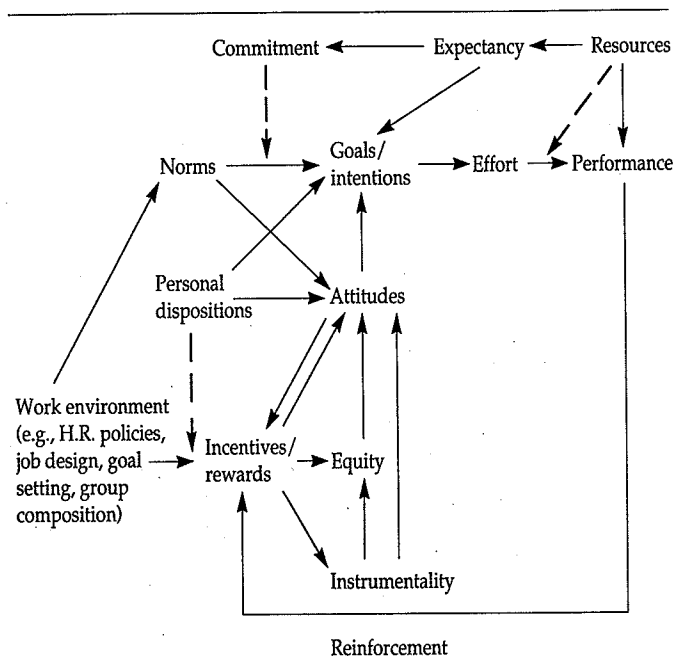 Commitment Expectancy Resources
Norms
Goals/
intentions
Effort Performance
Personal
dispositions
Attitudes
Work environment
(e.g., H.R. policies,
job design, goal
setting, group
composition)
Incentives/
rewards
Equity
Instrumentality
Reinforcement